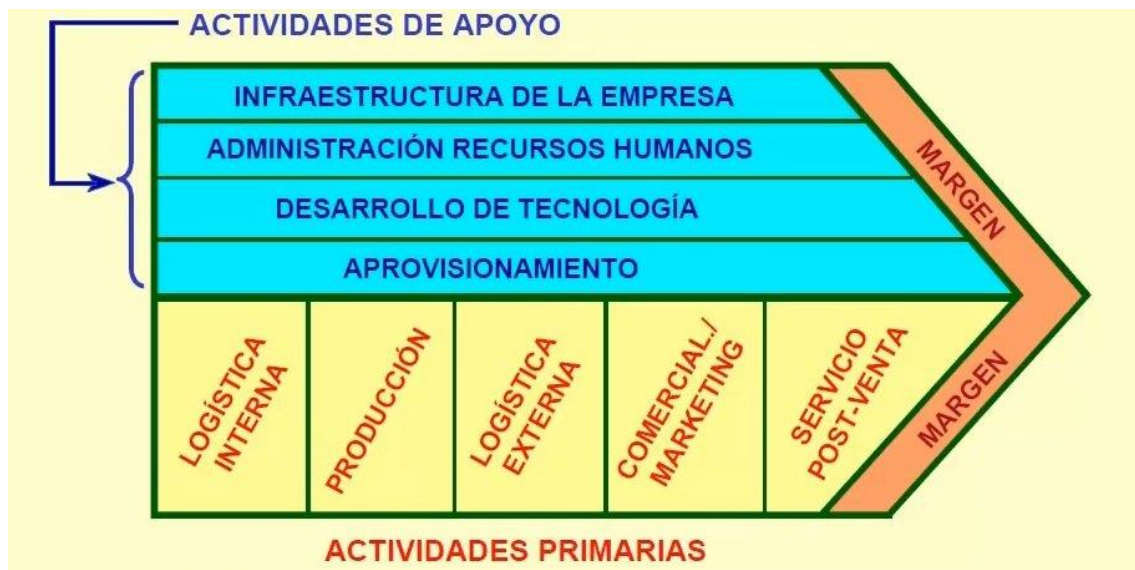 ACTIVIDADES DE APOYO
INFRAESTRUCTURA DE LA EMPRESA
ADMINISTRACIÓN RECURSOS HUMANOS
DESARROLLO DE TECNOLOGÍA
APROVISIONAMIENTO
MARGEN
LOGÍSTICA
INTERNA
PRODUCCIÓN
LOGÍSTICA
EXTERNA
COMERCIAL./
MARKETING
SERVICIO
POST-VENTA
MARGEN
ACTIVIDADES PRIMARIAS